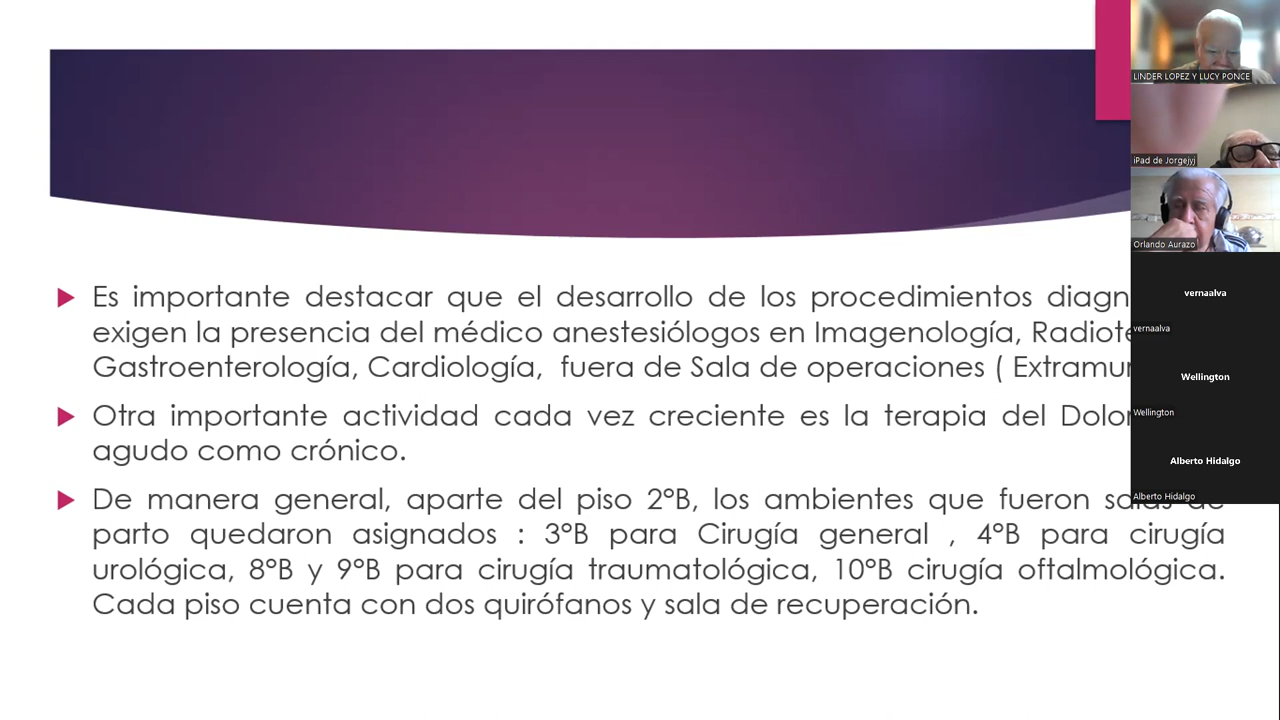 Es importante destacar que el desarrollo de los procedimientos
exigen la presencia del médico anestesiólogos en Imagenología,
Gastroenterología, Cardiología, fuera de Sala de operaciones (
Otra importante actividad cada vez creciente es la terapia del Dolor
agudo como crónico.
De manera general, aparte del piso 2°B, los ambientes que fueron salas de
parto quedaron asignados : 3°B para Cirugía general , 4°B para cirugía
urológica, 8°B y 9°B para cirugía traumatológica, 10°B cirugía oftalmológica.
Cada piso cuenta con dos quirófanos y sala de recuperación.
LINDER LOPEZ Y LUCY PONCE
iPad de Jorgejyj
Orlando Aurazo
vernaalva
vernaalva
Wellington
Wellington
Alberto Hidalgo
Alberto Hidalgo